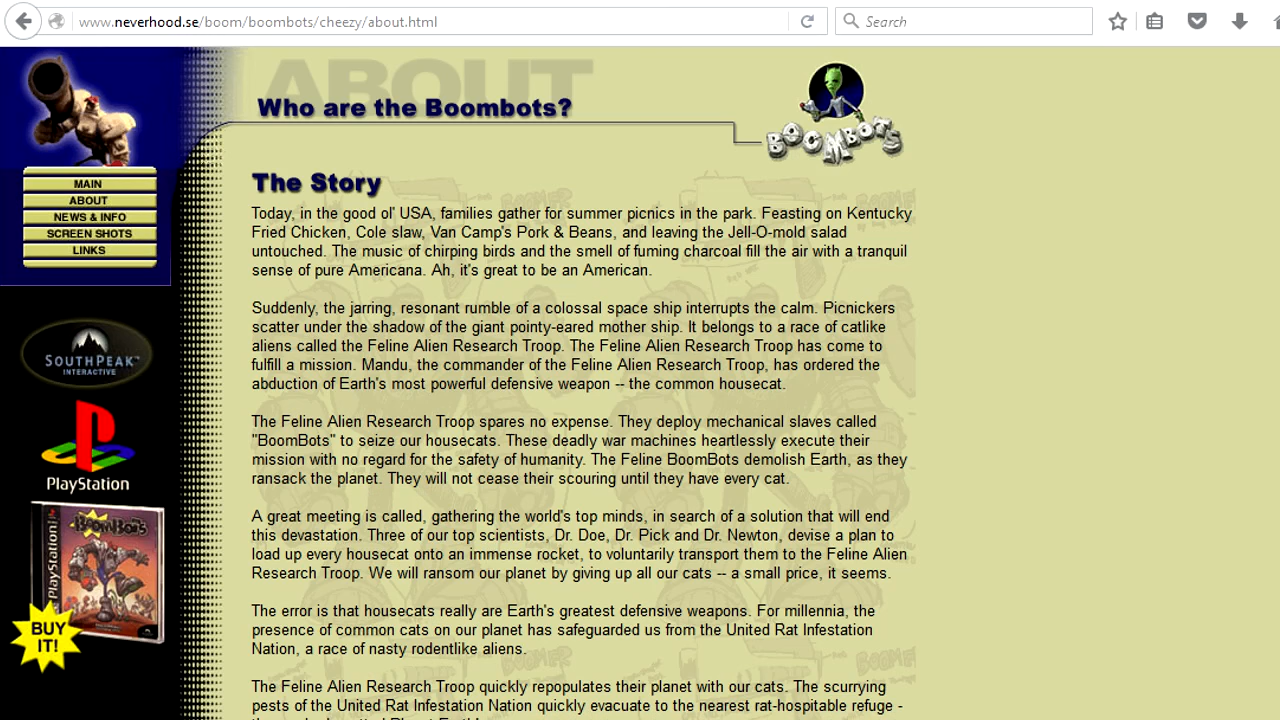 www.neverhood.se/boom/boombots/cheezy/about.html
Search
ABOUT
Who are the Boombots?
BOOMBOTS
MAIN
ABOUT
NEWS & INFO
SCREEN SHOTS
LINKS
SOUTHPEAK™
INTERACTIVE
PlayStation
PlayStation
BOOMBOTS
BUY
IT!
The Story
Today, in the good ol' USA, families gather for summer picnics in the park. Feasting on Kentucky
Fried Chicken, Cole slaw, Van Camp's Pork & Beans, and leaving the Jell-O-mold salad
untouched. The music of chirping birds and the smell of fuming charcoal fill the air with a tranquil
sense of pure Americana. Ah, it's great to be an American.
Suddenly, the jarring, resonant rumble of a colossal space ship interrupts the calm. Picnickers
scatter under the shadow of the giant pointy-eared mother ship. It belongs to a race of catlike
aliens called the Feline Alien Research Troop. The Feline Alien Research Troop has come to
fulfill a mission. Mandu, the commander of the Feline Alien Research Troop, has ordered the
abduction of Earth's most powerful defensive weapon -- the common housecat.
The Feline Alien Research Troop spares no expense. They deploy mechanical slaves called
"BoomBots" to seize our housecats. These deadly war machines heartlessly execute their
mission with no regard for the safety of humanity. The Feline BoomBots demolish Earth, as they
ransack the planet. They will not cease their scouring until they have every cat.
A great meeting is called, gathering the world's top minds, in search of a solution that will end
this devastation. Three of our top scientists, Dr. Doe, Dr. Pick and Dr. Newton, devise a plan to
load up every housecat onto an immense rocket, to voluntarily transport them to the Feline Alien
Research Troop. We will ransom our planet by giving up all our cats -- a small price, it seems.
The error is that housecats really are Earth's greatest defensive weapons. For millennia, the
presence of common cats on our planet has safeguarded us from the United Rat Infestation
Nation, a race of nasty rodentlike aliens.
The Feline Alien Research Troop quickly repopulates their planet with our cats. The scurrying
pests of the United Rat Infestation Nation quickly evacuate to the nearest rat-hospitable refuge -